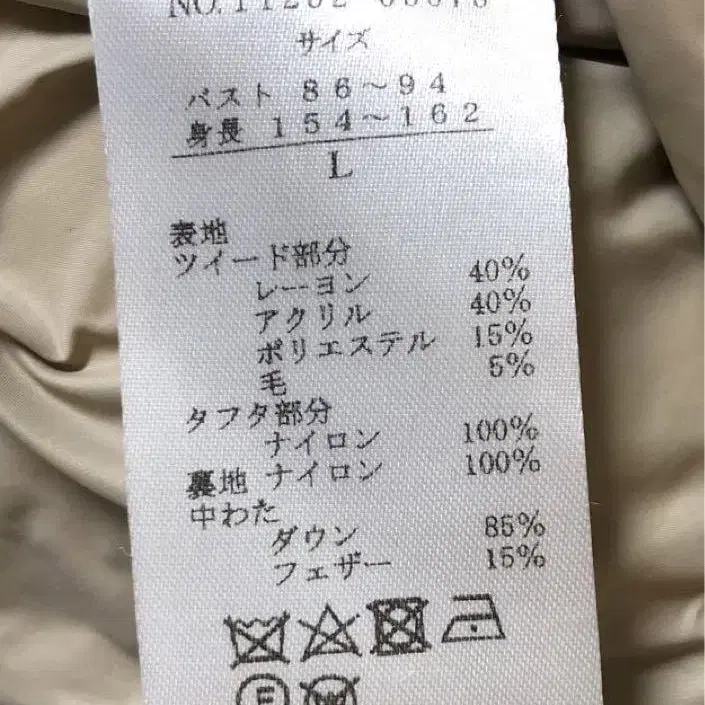 サイズ
バスト 86～94
身長 154～162
L
表地
ツイード部分
レーヨン 40%
アクリル 40%
ポリエステル 15%
毛 5%
タフタ部分
ナイロン 100%
裏地 ナイロン 100%
中わた
ダウン 85%
フェザー 15%